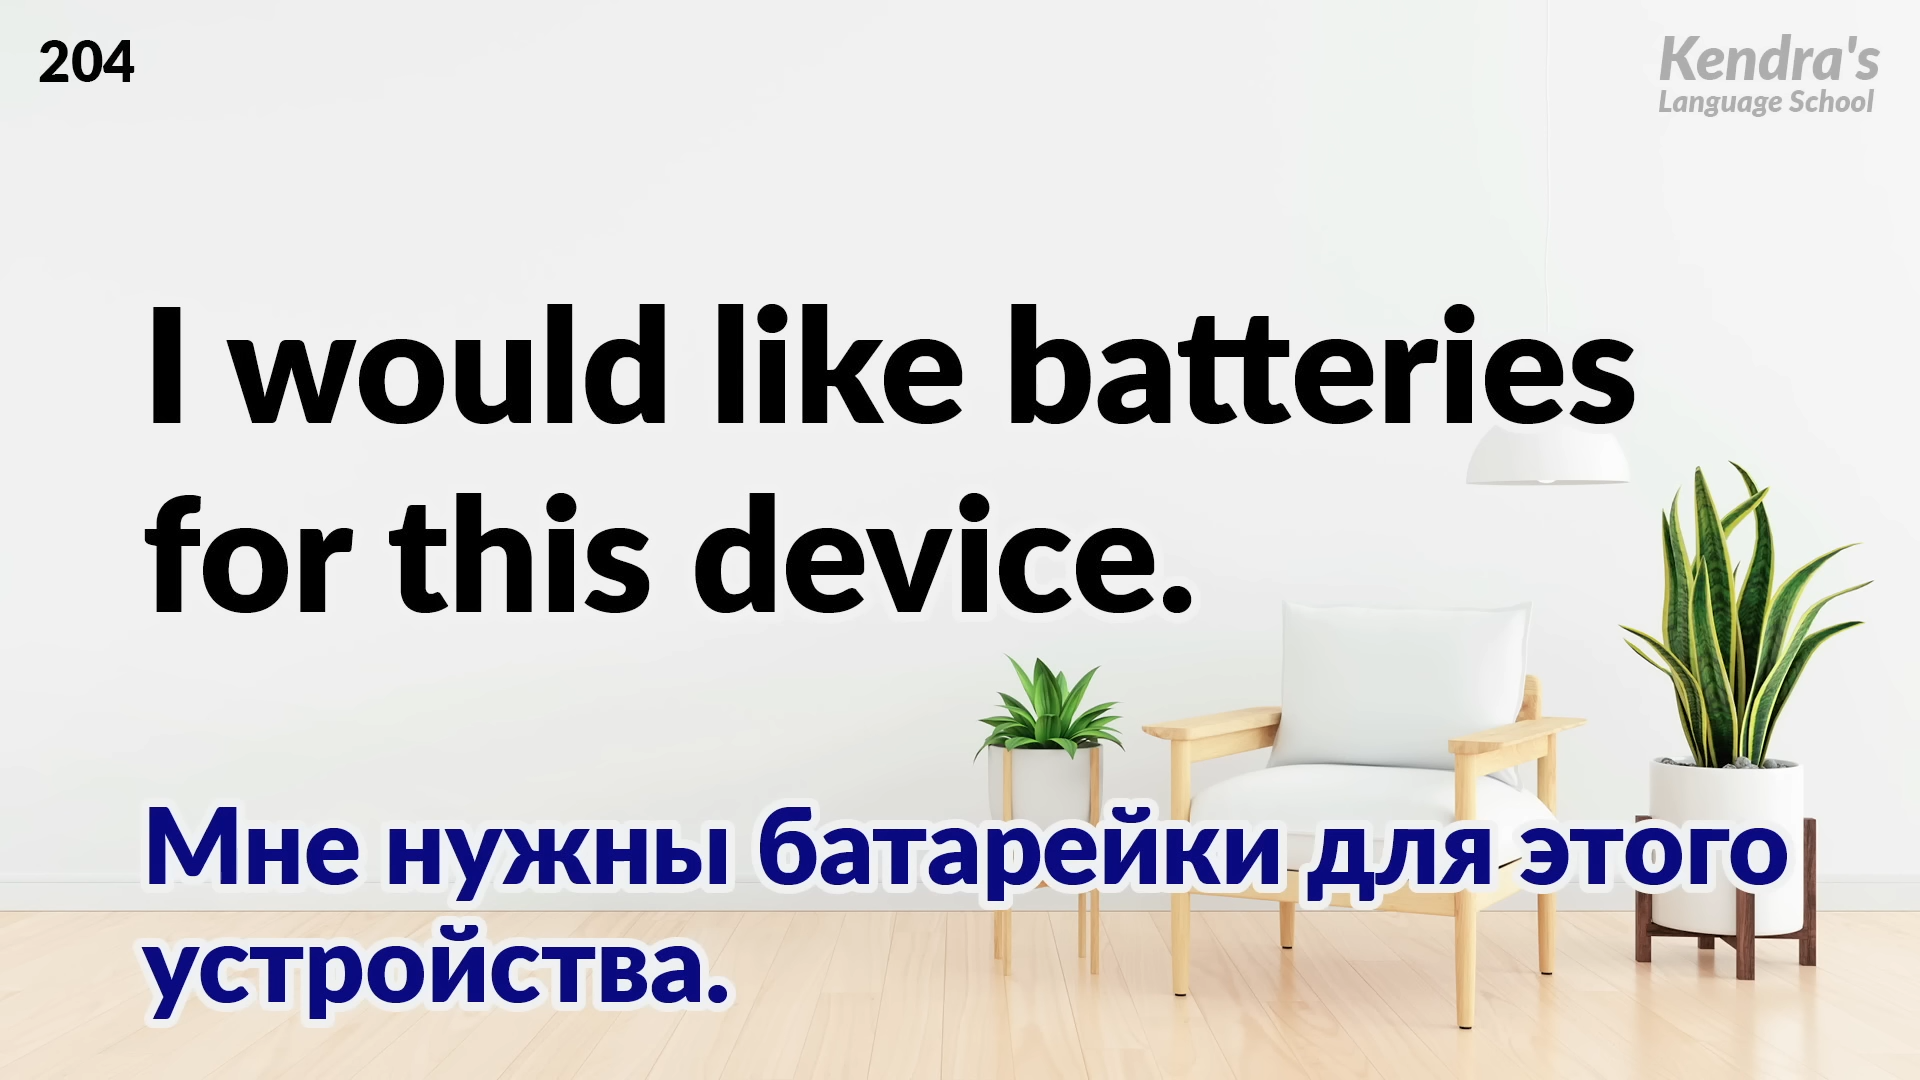 204
Kendra's
Language School
I would like batteries
for this device.
Мне нужны батарейки для этого
устройства.